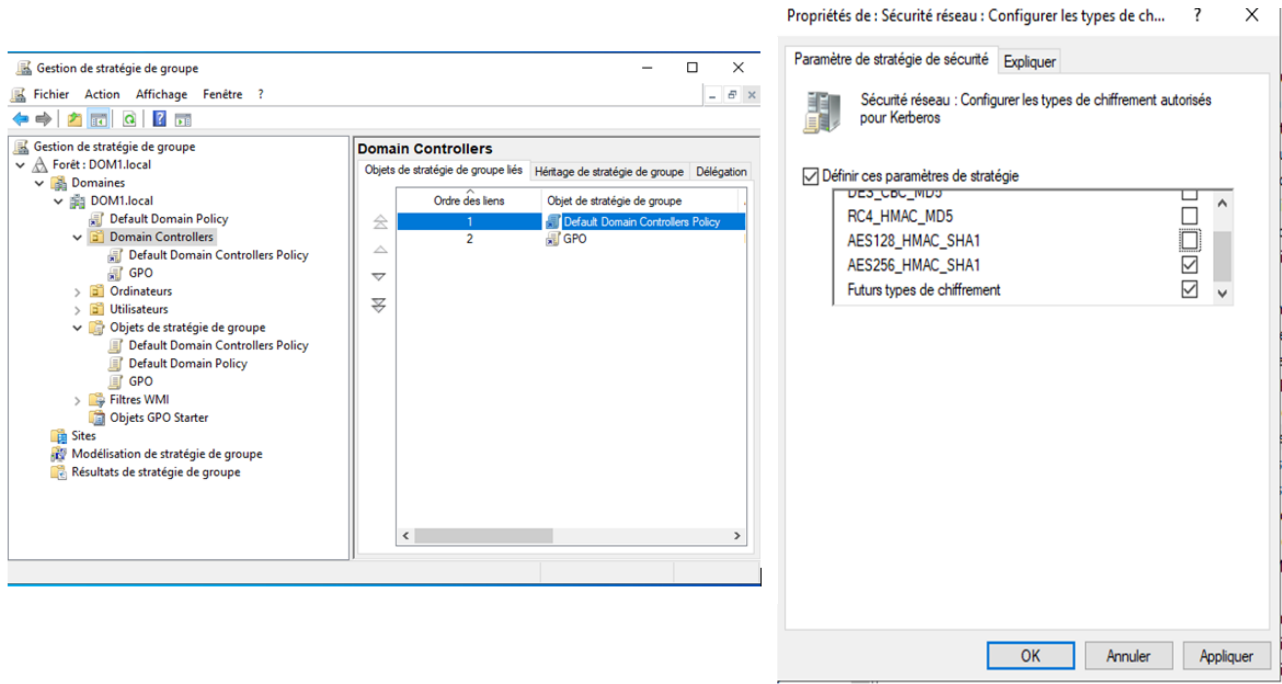 Gestion de stratégie de groupe
Fichier Action Affichage Fenêtre ?
Gestion de stratégie de groupe
Forêt : DOM1.local
Domaines
DOM1.local
Default Domain Policy
Domain Controllers
Default Domain Controllers Policy
GPO
Ordinateurs
Utilisateurs
Objets de stratégie de groupe
Default Domain Controllers Policy
Default Domain Policy
GPO
Filtres WMI
Objets GPO Starter
Sites
Modélisation de stratégie de groupe
Résultats de stratégie de groupe
Domain Controllers
Objets de stratégie de groupe liés Héritage de stratégie de groupe Délégation
Ordre des liens Objet de stratégie de groupe
1 Default Domain Controllers Policy
2 GPO
Propriétés de : Sécurité réseau : Configurer les types de ch... ?
Paramètre de stratégie de sécurité Expliquer
Sécurité réseau : Configurer les types de chiffrement autorisés
pour Kerberos
Définir ces paramètres de stratégie
RC4_HMAC_MD5
AES128_HMAC_SHA1
AES256_HMAC_SHA1
Futurs types de chiffrement
OK Annuler Appliquer